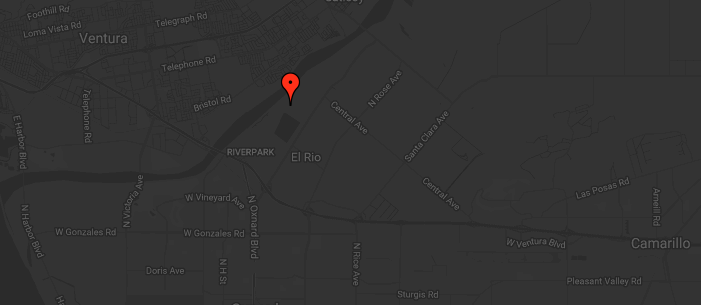 Foothill Rd
Telegraph Rd
Loma Vista Rd
Ventura
Telephone Rd
Bristol Rd
Telephone Rd
N Rose Ave
Central Ave
Santa Clara Ave
E Harbor Blvd
RIVERPARK
El Rio
N Victoria Ave
W Vineyard Ave
Central Ave
Las Posas Rd
Arneill Rd
N Oxnard Blvd
N Harbor Blvd
W Gonzales Rd
W Gonzales Rd
W Ventura Blvd
Camarillo
N H St
N Rice Ave
Doris Ave
Pleasant Valley Rd
Sturgis Rd